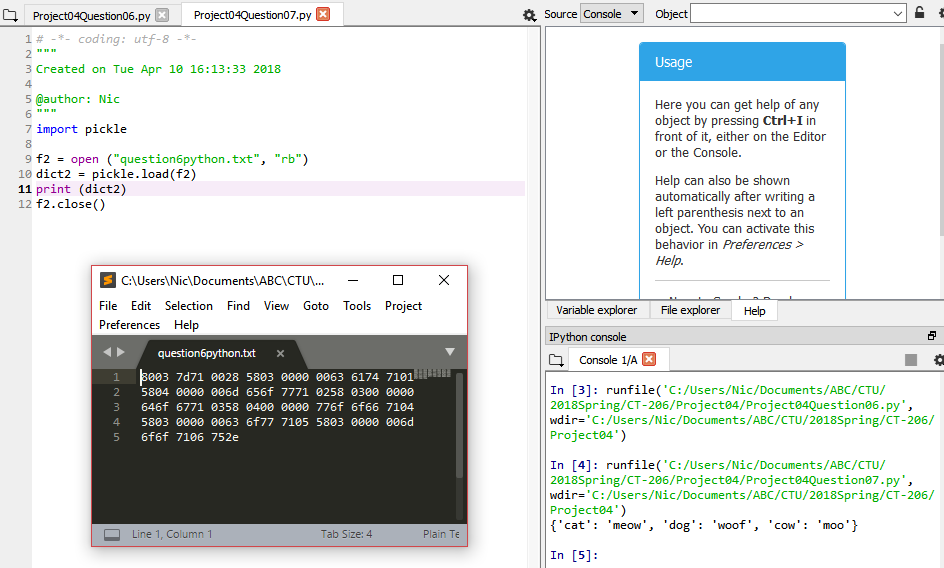 Project04Question06.py
Project04Question07.py
1 # -*- coding: utf-8 -*-
2 """
3 Created on Tue Apr 10 16:13:33 2018
4
5 @author: Nic
6 """
7 import pickle
8
9 f2 = open ("question6python.txt", "rb")
10 dict2 = pickle.load(f2)
11 print (dict2)
12 f2.close()
C:\Users\Nic\Documents\ABC\CTU\...
File Edit Selection Find View Goto Tools Project
Preferences Help
question6python.txt
1 8003 7d71 0028 5803 0000 0063 6174 7101
2 5804 0000 006d 656f 7771 0258 0300 0000
3 646f 6771 0358 0400 0000 776f 6f66 7104
4 5803 0000 0063 6f77 7105 5803 0000 006d
5 6f6f 7106 752e
Line 1, Column 1 Tab Size: 4 Plain Te
Source Console Object
Usage
Here you can get help of any
object by pressing Ctrl+I in
front of it, either on the Editor
or the Console.
Help can also be shown
automatically after writing a
left parenthesis next to an
object. You can activate this
behavior in Preferences >
Help.
Variable explorer File explorer Help
IPython console
Console 1/A
In [3]: runfile('C:/Users/Nic/Documents/ABC/CTU/
2018Spring/CT-206/Project04/Project04Question06.py',
wdir='C:/Users/Nic/Documents/ABC/CTU/2018Spring/CT-206/
Project04')
In [4]: runfile('C:/Users/Nic/Documents/ABC/CTU/
2018Spring/CT-206/Project04/Project04Question07.py',
wdir='C:/Users/Nic/Documents/ABC/CTU/2018Spring/CT-206/
Project04')
{'cat': 'meow', 'dog': 'woof', 'cow': 'moo'}
In [5]: